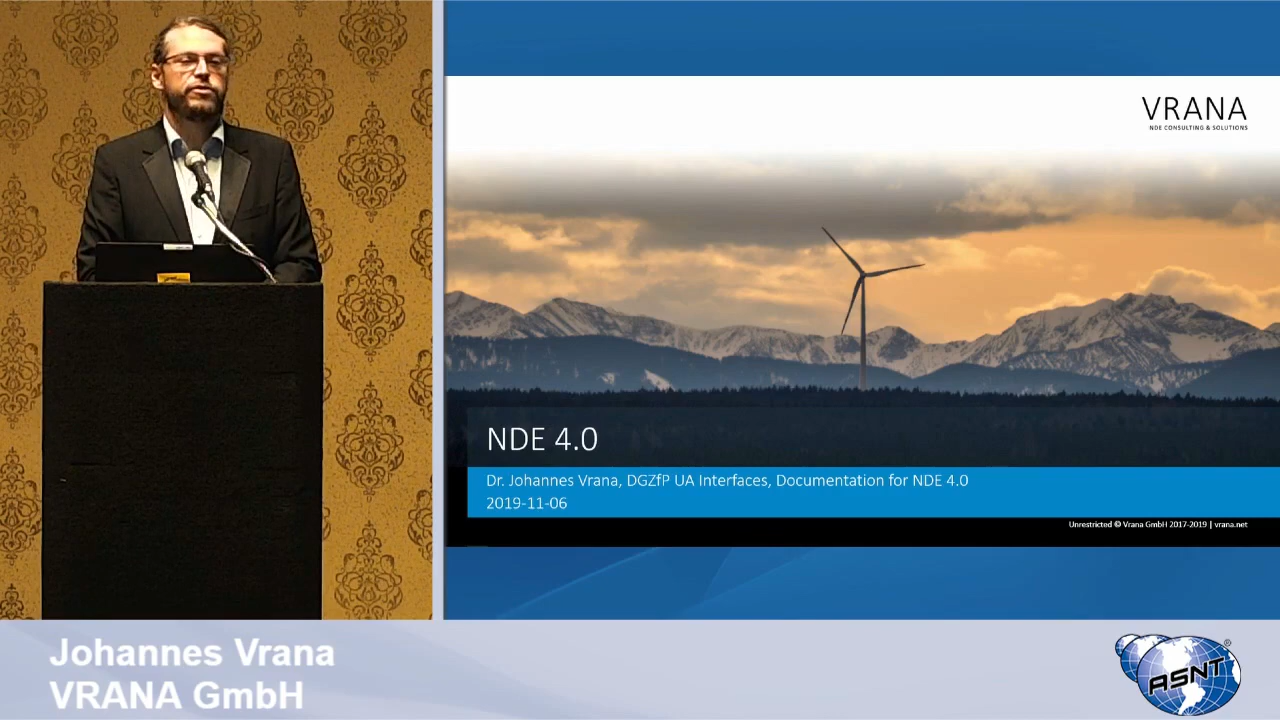 VRANA
NDE CONSULTING & SOLUTIONS
NDE 4.0
Dr. Johannes Vrana, DGZfP UA Interfaces, Documentation for NDE 4.0
2019-11-06
Unrestricted © Vrana GmbH 2017-2019 | vrana.net
Johannes Vrana
VRANA GmbH
ASNT